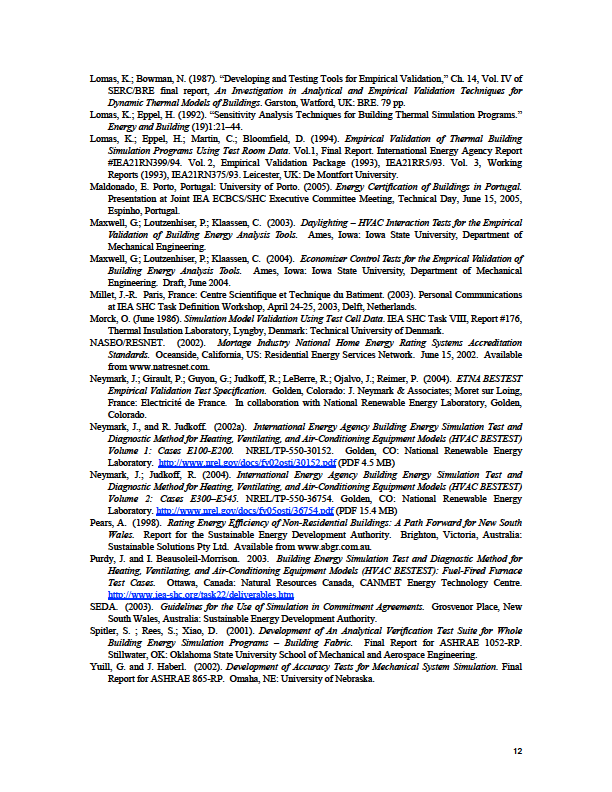 Lomas, K.; Bowman, N. (1987). “Developing and Testing Tools for Empirical Validation,” Ch. 14, Vol. IV of
SERC/BRE final report, An Investigation in Analytical and Empirical Validation Techniques for
Dynamic Thermal Models of Buildings. Garston, Watford, UK: BRE. 79 pp.
Lomas, K.; Eppel, H. (1992). “Sensitivity Analysis Techniques for Building Thermal Simulation Programs.”
Energy and Building (19)1:21–44.
Lomas, K.; Eppel, H.; Martin, C.; Bloomfield, D. (1994). Empirical Validation of Thermal Building
Simulation Programs Using Test Room Data. Vol.1, Final Report. International Energy Agency Report
#IEA21RN399/94. Vol. 2, Empirical Validation Package (1993), IEA21RR5/93. Vol. 3, Working
Reports (1993), IEA21RN375/93. Leicester, UK: De Montfort University.
Maldonado, E. Porto, Portugal: University of Porto. (2005). Energy Certification of Buildings in Portugal.
Presentation at Joint IEA ECBCS/SHC Executive Committee Meeting, Technical Day, June 15, 2005,
Espinho, Portugal.
Maxwell, G; Loutzenhiser, P.; Klaassen, C. (2003). Daylighting – HVAC Interaction Tests for the Empirical
Validation of Building Energy Analysis Tools. Ames, Iowa: Iowa State University, Department of
Mechanical Engineering.
Maxwell, G; Loutzenhiser, P.; Klaassen, C. (2004). Economizer Control Tests for the Emprical Validation of
Building Energy Analysis Tools. Ames, Iowa: Iowa State University, Department of Mechanical
Engineering. Draft, June 2004.
Millet, J.-R. Paris, France: Centre Scientifique et Technique du Batiment. (2003). Personal Communications
at IEA SHC Task Definition Workshop, April 24-25, 2003, Delft, Netherlands.
Morck, O. (June 1986). Simulation Model Validation Using Test Cell Data. IEA SHC Task VIII, Report #176,
Thermal Insulation Laboratory, Lyngby, Denmark: Technical University of Denmark.
NASEO/RESNET. (2002). Mortage Industry National Home Energy Rating Systems Accreditation
Standards. Oceanside, California, US: Residential Energy Services Network. June 15, 2002. Available
from www.natresnet.com.
Neymark, J.; Girault, P.; Guyon, G.; Judkoff, R.; LeBerre, R.; Ojalvo, J.; Reimer, P. (2004). ETNA BESTEST
Empirical Validation Test Specification. Golden, Colorado: J. Neymark & Associates; Moret sur Loing,
France: Electricité de France. In collaboration with National Renewable Energy Laboratory, Golden,
Colorado.
Neymark, J., and R. Judkoff. (2002a). International Energy Agency Building Energy Simulation Test and
Diagnostic Method for Heating, Ventilating, and Air-Conditioning Equipment Models (HVAC BESTEST)
Volume 1: Cases E100-E200. NREL/TP-550-30152. Golden, CO: National Renewable Energy
Laboratory. http://www.nrel.gov/docs/fy02osti/30152.pdf (PDF 4.5 MB)
Neymark, J.; Judkoff, R. (2004). International Energy Agency Building Energy Simulation Test and
Diagnostic Method for Heating, Ventilating, and Air-Conditioning Equipment Models (HVAC BESTEST)
Volume 2: Cases E300–E545. NREL/TP-550-36754. Golden, CO: National Renewable Energy
Laboratory. http://www.nrel.gov/docs/fy05osti/36754.pdf (PDF 15.4 MB)
Pears, A. (1998). Rating Energy Efficiency of Non-Residential Buildings: A Path Forward for New South
Wales. Report for the Sustainable Energy Development Authority. Brighton, Victoria, Australia:
Sustainable Solutions Pty Ltd. Available from www.abgr.com.au.
Purdy, J. and I. Beausoleil-Morrison. 2003. Building Energy Simulation Test and Diagnostic Method for
Heating, Ventilating, and Air-Conditioning Equipment Models (HVAC BESTEST): Fuel-Fired Furnace
Test Cases. Ottawa, Canada: Natural Resources Canada, CANMET Energy Technology Centre.
http://www.iea-shc.org/task22/deliverables.htm
SEDA. (2003). Guidelines for the Use of Simulation in Commitment Agreements. Grosvenor Place, New
South Wales, Australia: Sustainable Energy Development Authority.
Spitler, S. ; Rees, S.; Xiao, D. (2001). Development of An Analytical Verification Test Suite for Whole
Building Energy Simulation Programs – Building Fabric. Final Report for ASHRAE 1052-RP.
Stillwater, OK: Oklahoma State University School of Mechanical and Aerospace Engineering.
Yuill, G. and J. Haberl. (2002). Development of Accuracy Tests for Mechanical System Simulation. Final
Report for ASHRAE 865-RP. Omaha, NE: University of Nebraska.
12